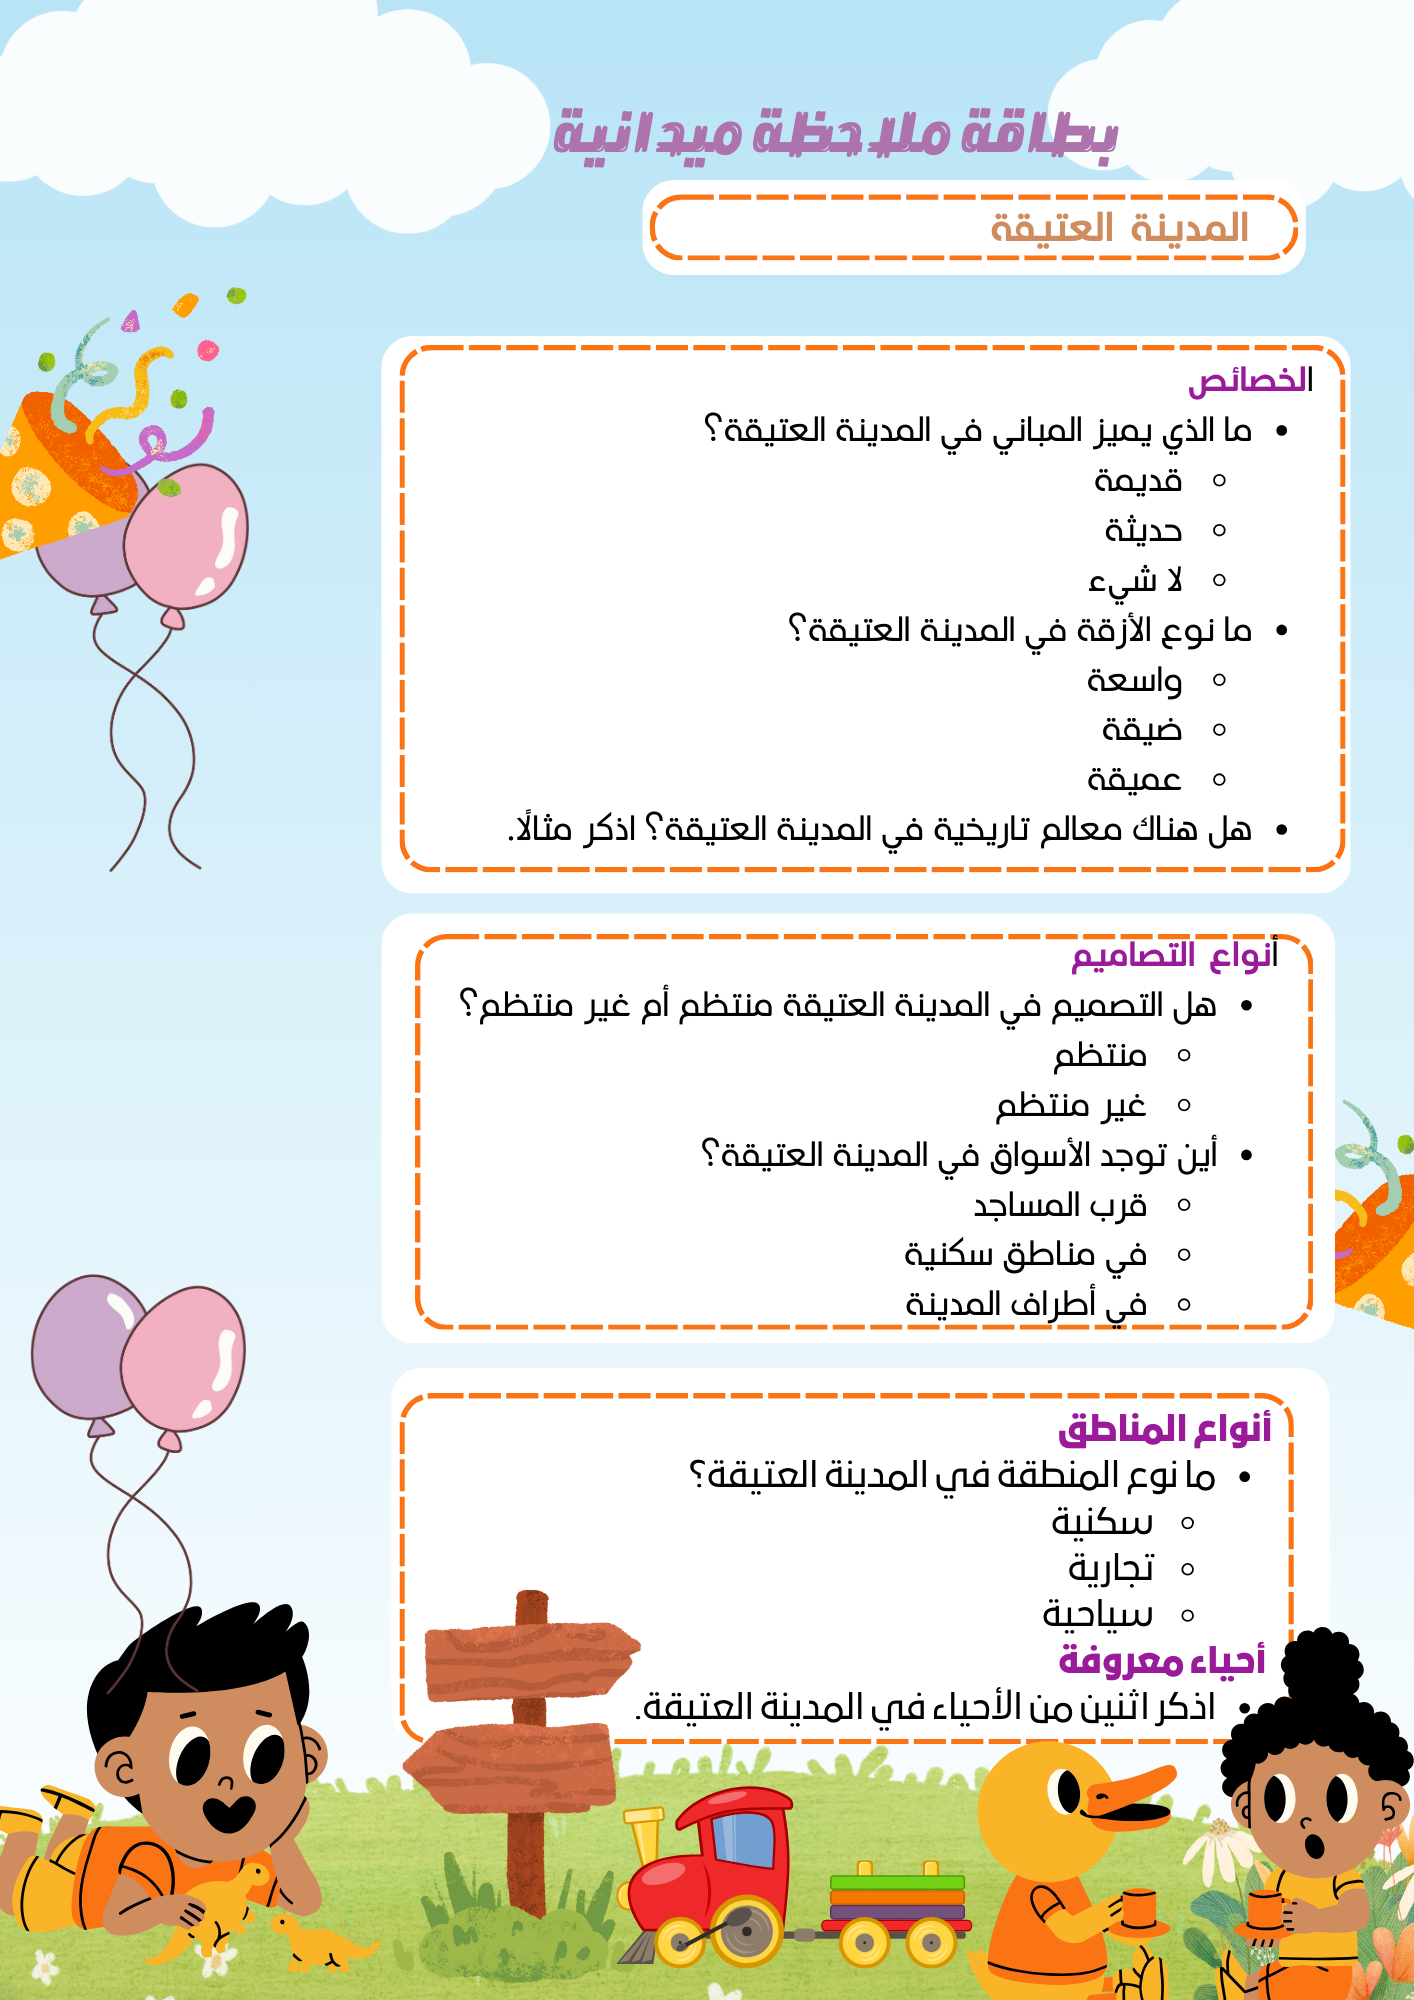 بطاقة ملاحظة ميدانية
المدينة العتيقة
الخصائص
• ما الذي يميز المباني في المدينة العتيقة؟
○ قديمة
○ حديثة
○ لا شيء
• ما نوع الأزقة في المدينة العتيقة؟
○ واسعة
○ ضيقة
○ عميقة
• هل هناك معالم تاريخية في المدينة العتيقة؟ اذكر مثالًا.
أنواع التصاميم
• هل التصميم في المدينة العتيقة منتظم أم غير منتظم؟
○ منتظم
○ غير منتظم
• أين توجد الأسواق في المدينة العتيقة؟
○ قرب المساجد
○ في مناطق سكنية
○ في أطراف المدينة
أنواع المناطق
• ما نوع المنطقة في المدينة العتيقة؟
○ سكنية
○ تجارية
○ سياحية
أحياء معروفة
• اذكر اثنين من الأحياء في المدينة العتيقة.